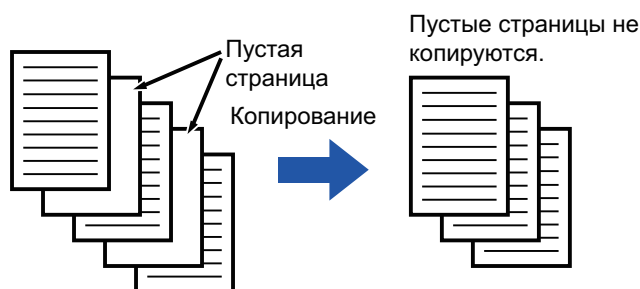 Пустая
страница
Копирование
Пустые страницы не
копируются.